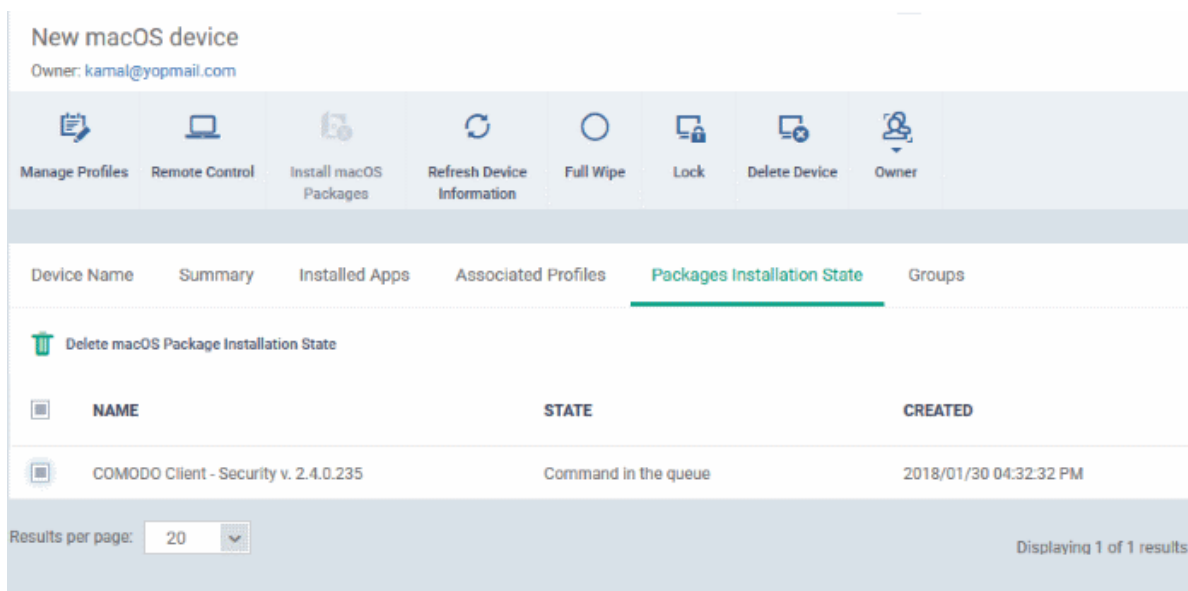 New macOS device
Owner: kamal@yopmail.com
Manage Profiles
Remote Control
Install macOS
Packages
Refresh Device
Information
Full Wipe
Lock
Delete Device
Owner
Device Name Summary Installed Apps Associated Profiles Packages Installation State Groups
Delete macOS Package Installation State
NAME STATE CREATED
COMODO Client - Security v. 2.4.0.235 Command in the queue 2018/01/30 04:32:32 PM
Results per page: 20 Displaying 1 of 1 results